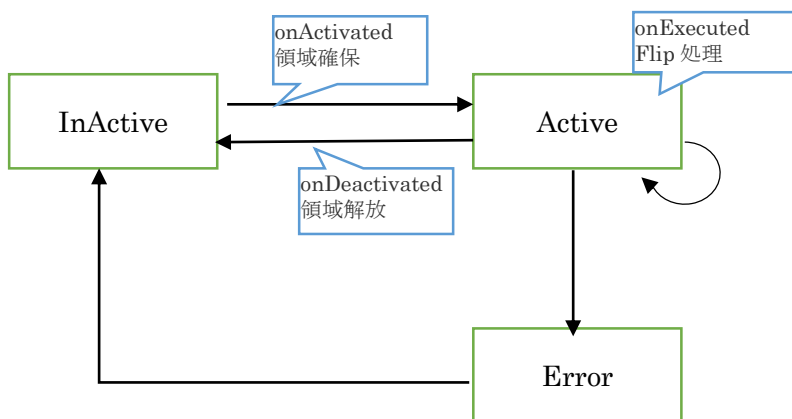 onActivated
領域確保
onExecuted
Flip 処理
InActive
Active
onDeactivated
領域解放
Error